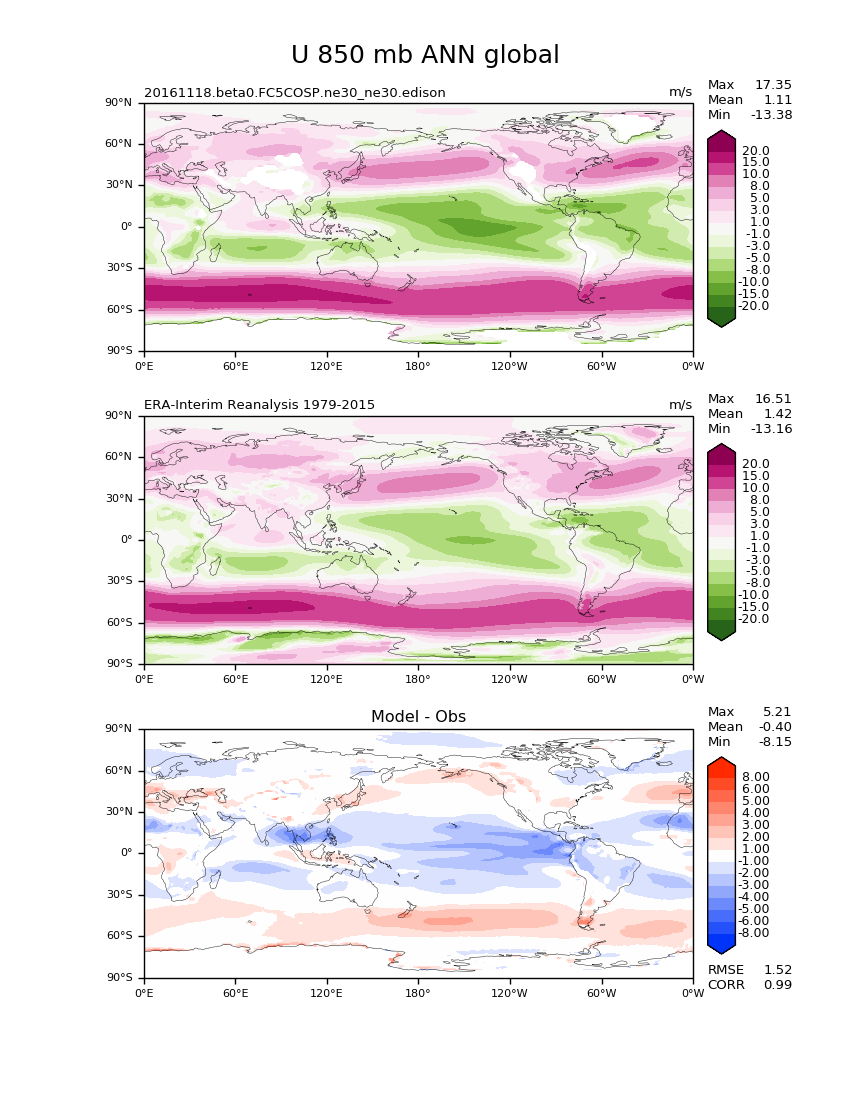 U 850 mb ANN global
20161118.beta0.FC5COSP.ne30_ne30.edison m/s
Max 17.35
Mean 1.11
Min -13.38
90°N
60°N
30°N
0°
30°S
60°S
90°S
0°E 60°E 120°E 180° 120°W 60°W 0°W
20.0
15.0
10.0
8.0
5.0
3.0
1.0
-1.0
-3.0
-5.0
-8.0
-10.0
-15.0
-20.0
ERA-Interim Reanalysis 1979-2015 m/s
Max 16.51
Mean 1.42
Min -13.16
90°N
60°N
30°N
0°
30°S
60°S
90°S
0°E 60°E 120°E 180° 120°W 60°W 0°W
20.0
15.0
10.0
8.0
5.0
3.0
1.0
-1.0
-3.0
-5.0
-8.0
-10.0
-15.0
-20.0
Model - Obs
Max 5.21
Mean -0.40
Min -8.15
90°N
60°N
30°N
0°
30°S
60°S
90°S
0°E 60°E 120°E 180° 120°W 60°W 0°W
8.00
6.00
5.00
4.00
3.00
2.00
1.00
-1.00
-2.00
-3.00
-4.00
-5.00
-6.00
-8.00
RMSE 1.52
CORR 0.99